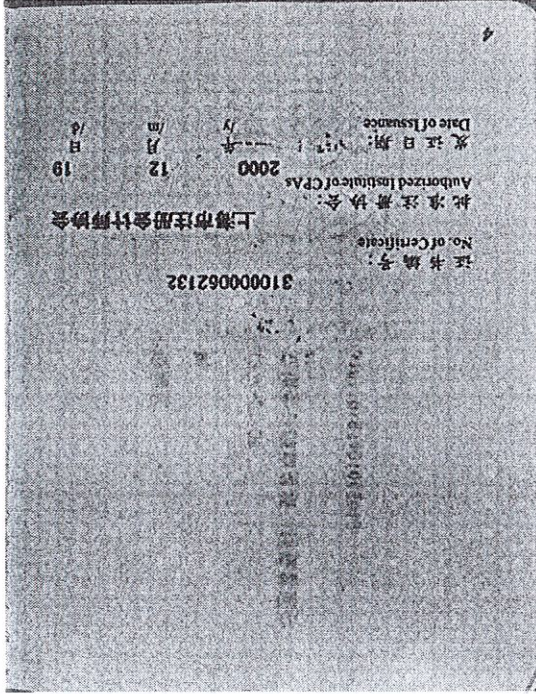 310000062132
证书编号：
No. of Certificate
上海市注册会计师协会
批准注册协会：
Authorized Institute of CPAs
2000 12 19
发证日期： 年 月 日
Date of Issuance /y /m /d
4